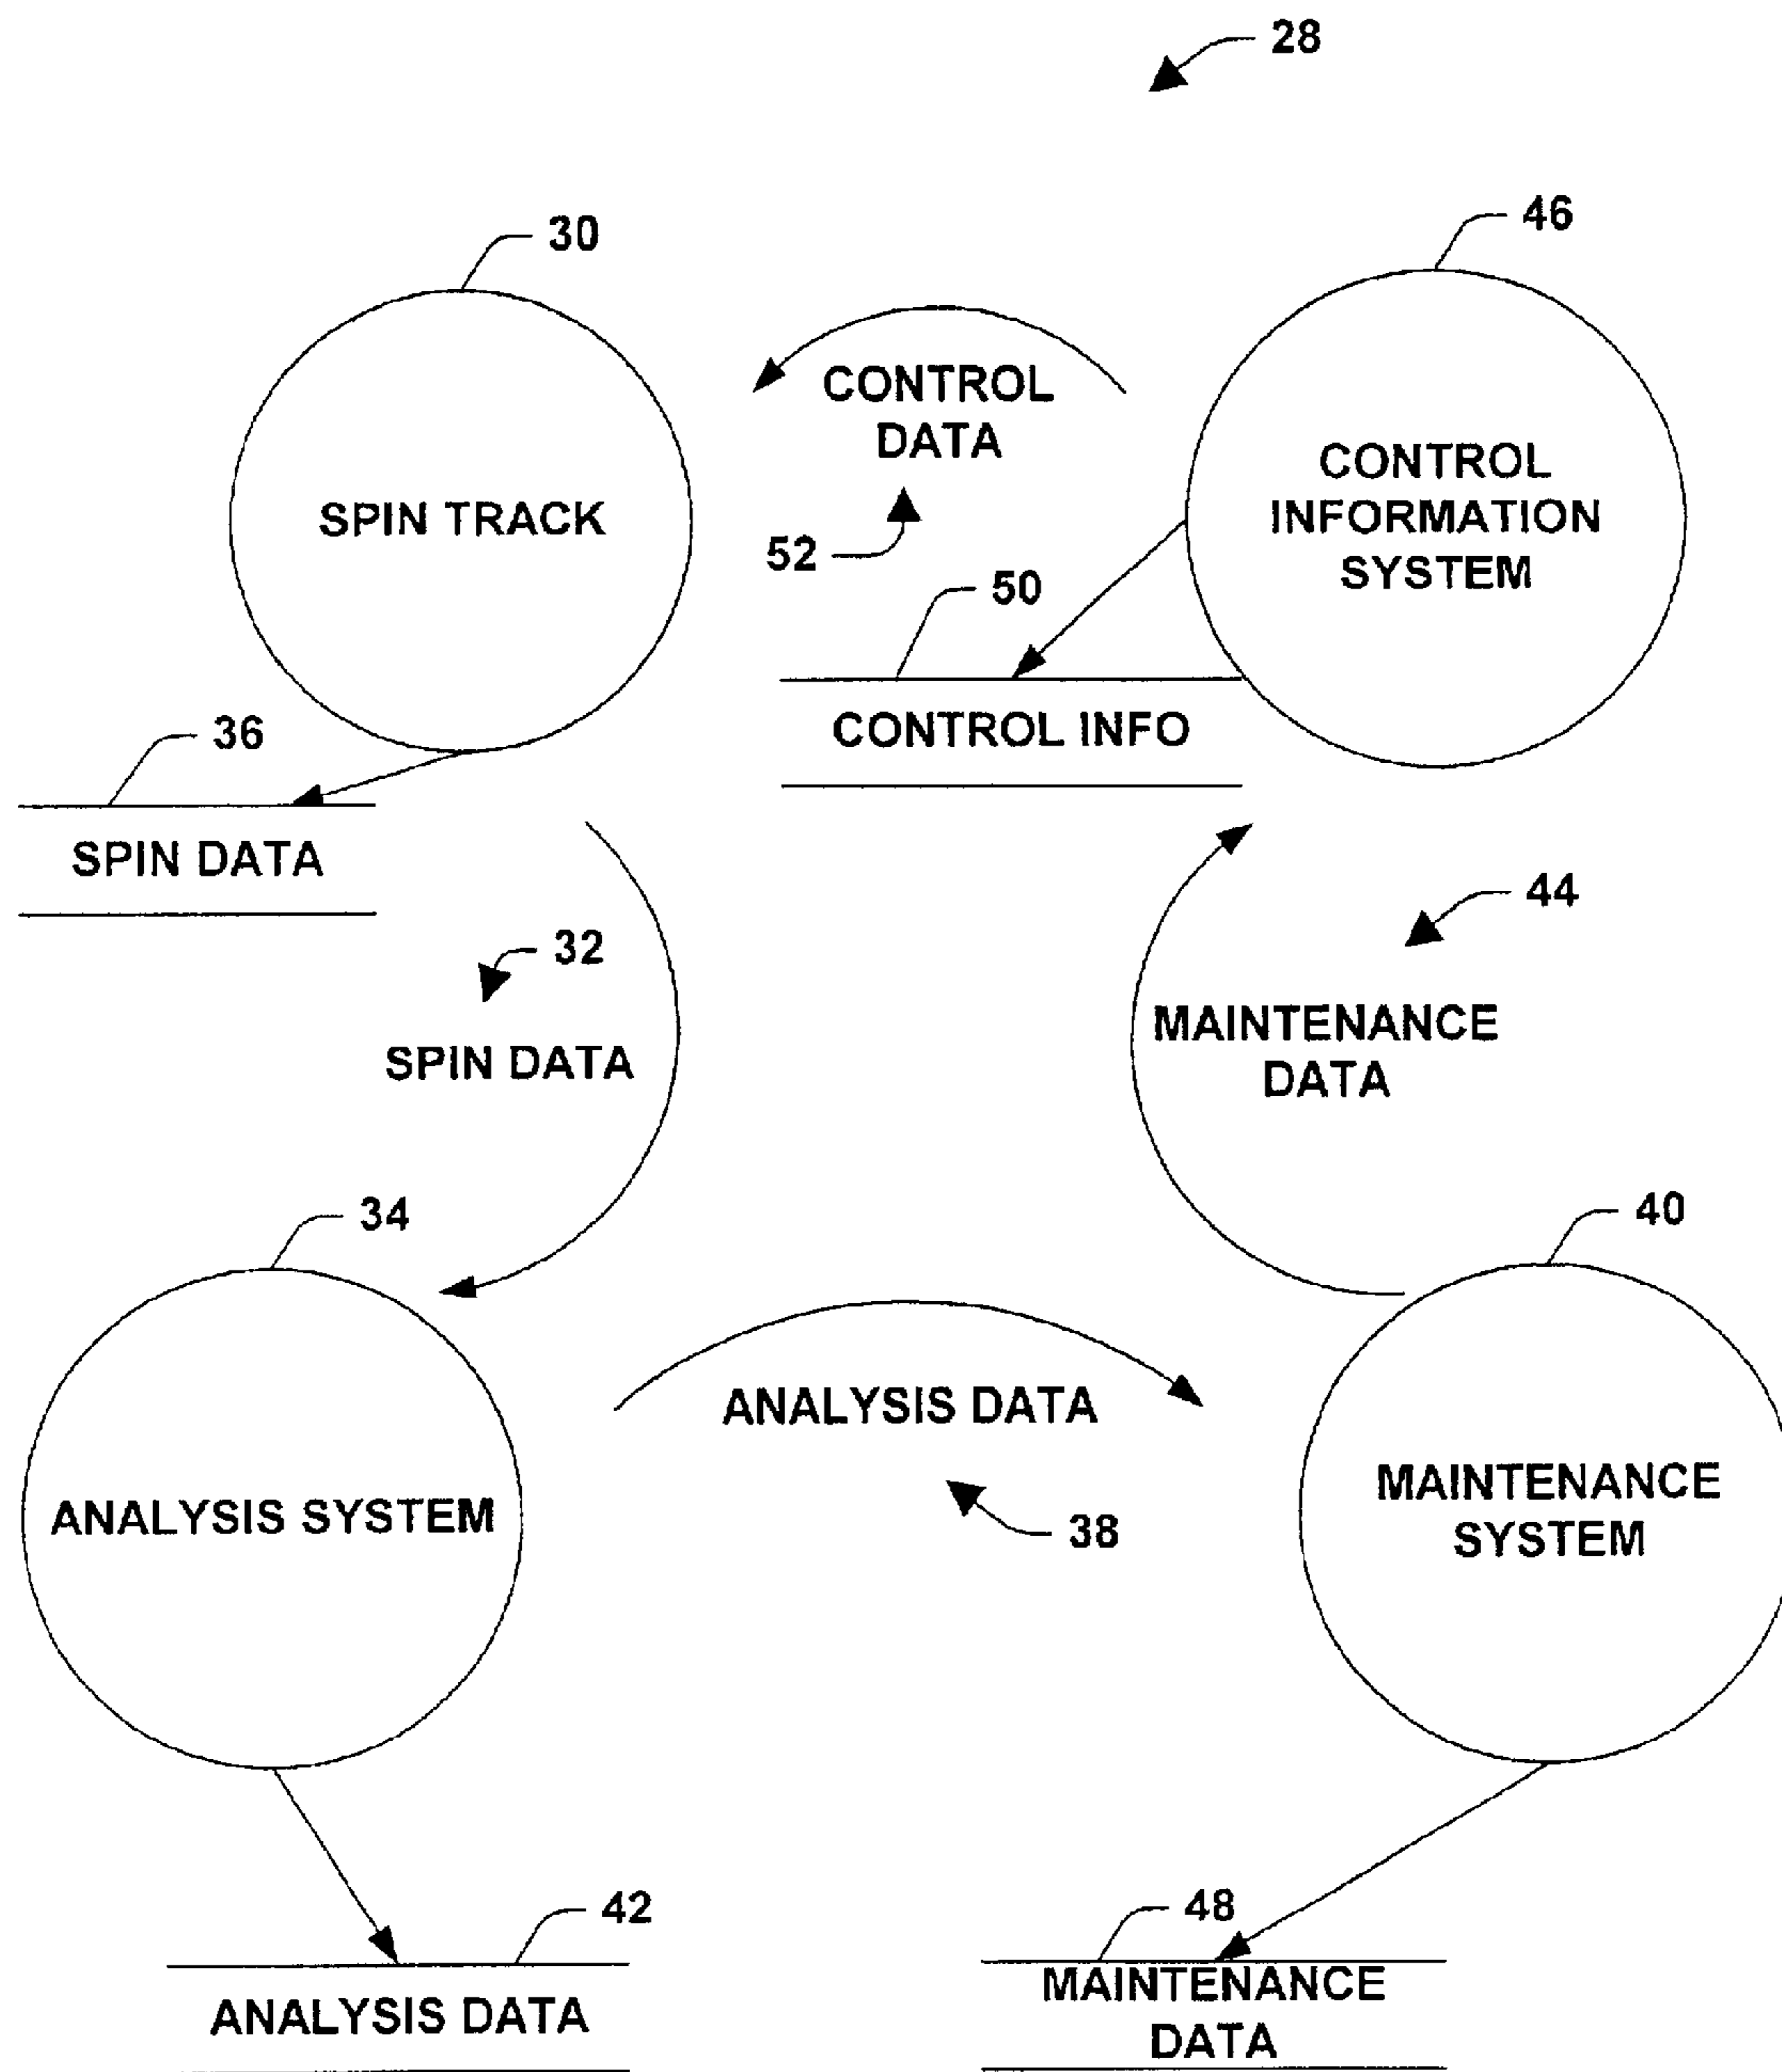 28
30
46
CONTROL
DATA
SPIN TRACK
CONTROL
INFORMATION
SYSTEM
52
50
CONTROL INFO
36
SPIN DATA
44
32
SPIN DATA
MAINTENANCE
DATA
34
40
ANALYSIS DATA
38
ANALYSIS SYSTEM
MAINTENANCE
SYSTEM
42
48
ANALYSIS DATA
MAINTENANCE
DATA